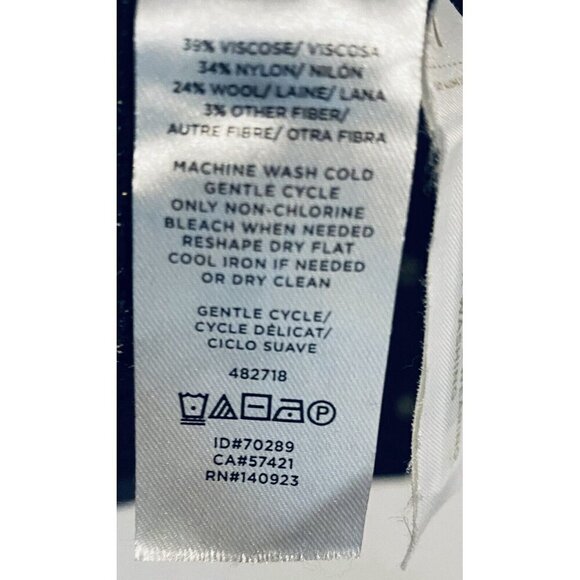 39% VISCOSE/ VISCOSA
34% NYLON/ NILÓN
24% WOOL/ LAINE/ LANA
3% OTHER FIBER/
AUTRE FIBRE/ OTRA FIBRA
MACHINE WASH COLD
GENTLE CYCLE
ONLY NON-CHLORINE
BLEACH WHEN NEEDED
RESHAPE DRY FLAT
COOL IRON IF NEEDED
OR DRY CLEAN
GENTLE CYCLE/
CYCLE DÉLICAT/
CICLO SUAVE
482718
P
ID#70289
CA#57421
RN#140923